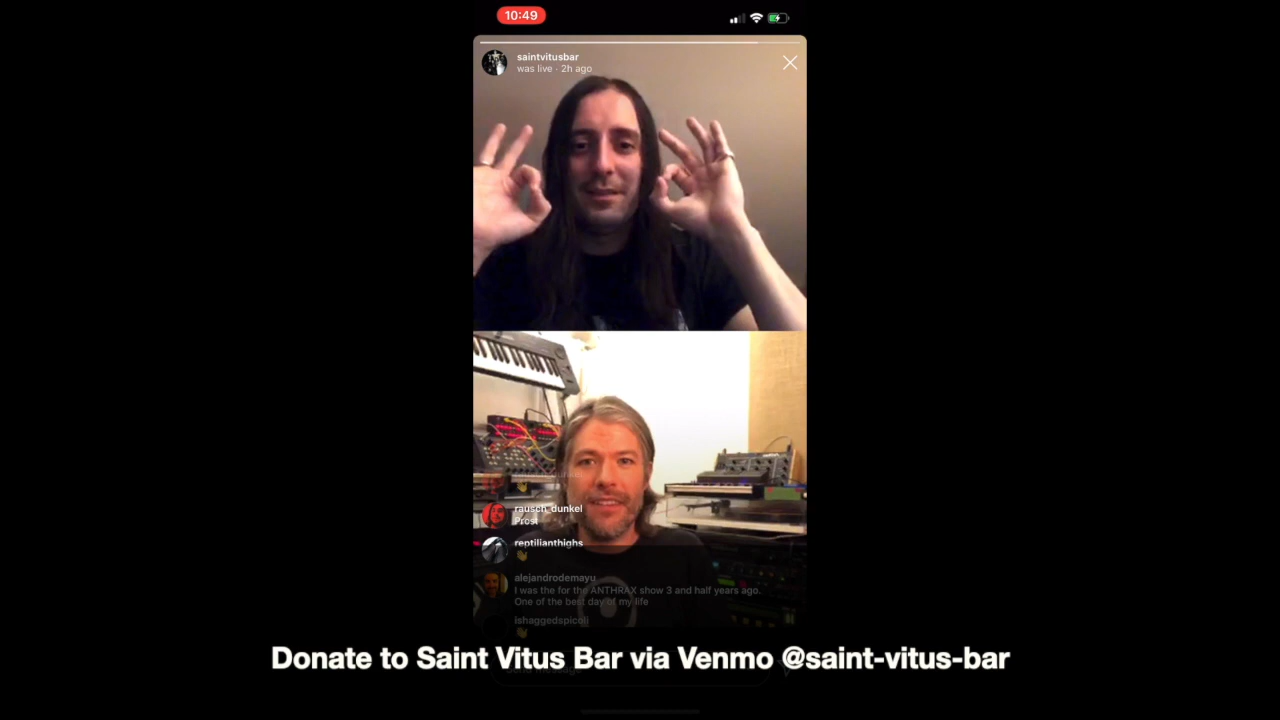 10:49
saintvitusbar
was live · 2h ago
rausch_dunkel
Prost
reptilianthighs
alejandrodemayu
I was the for the ANTHRAX show 3 and half years ago.
One of the best day of my life
ishaggedspicoli
Donate to Saint Vitus Bar via Venmo @saint-vitus-bar